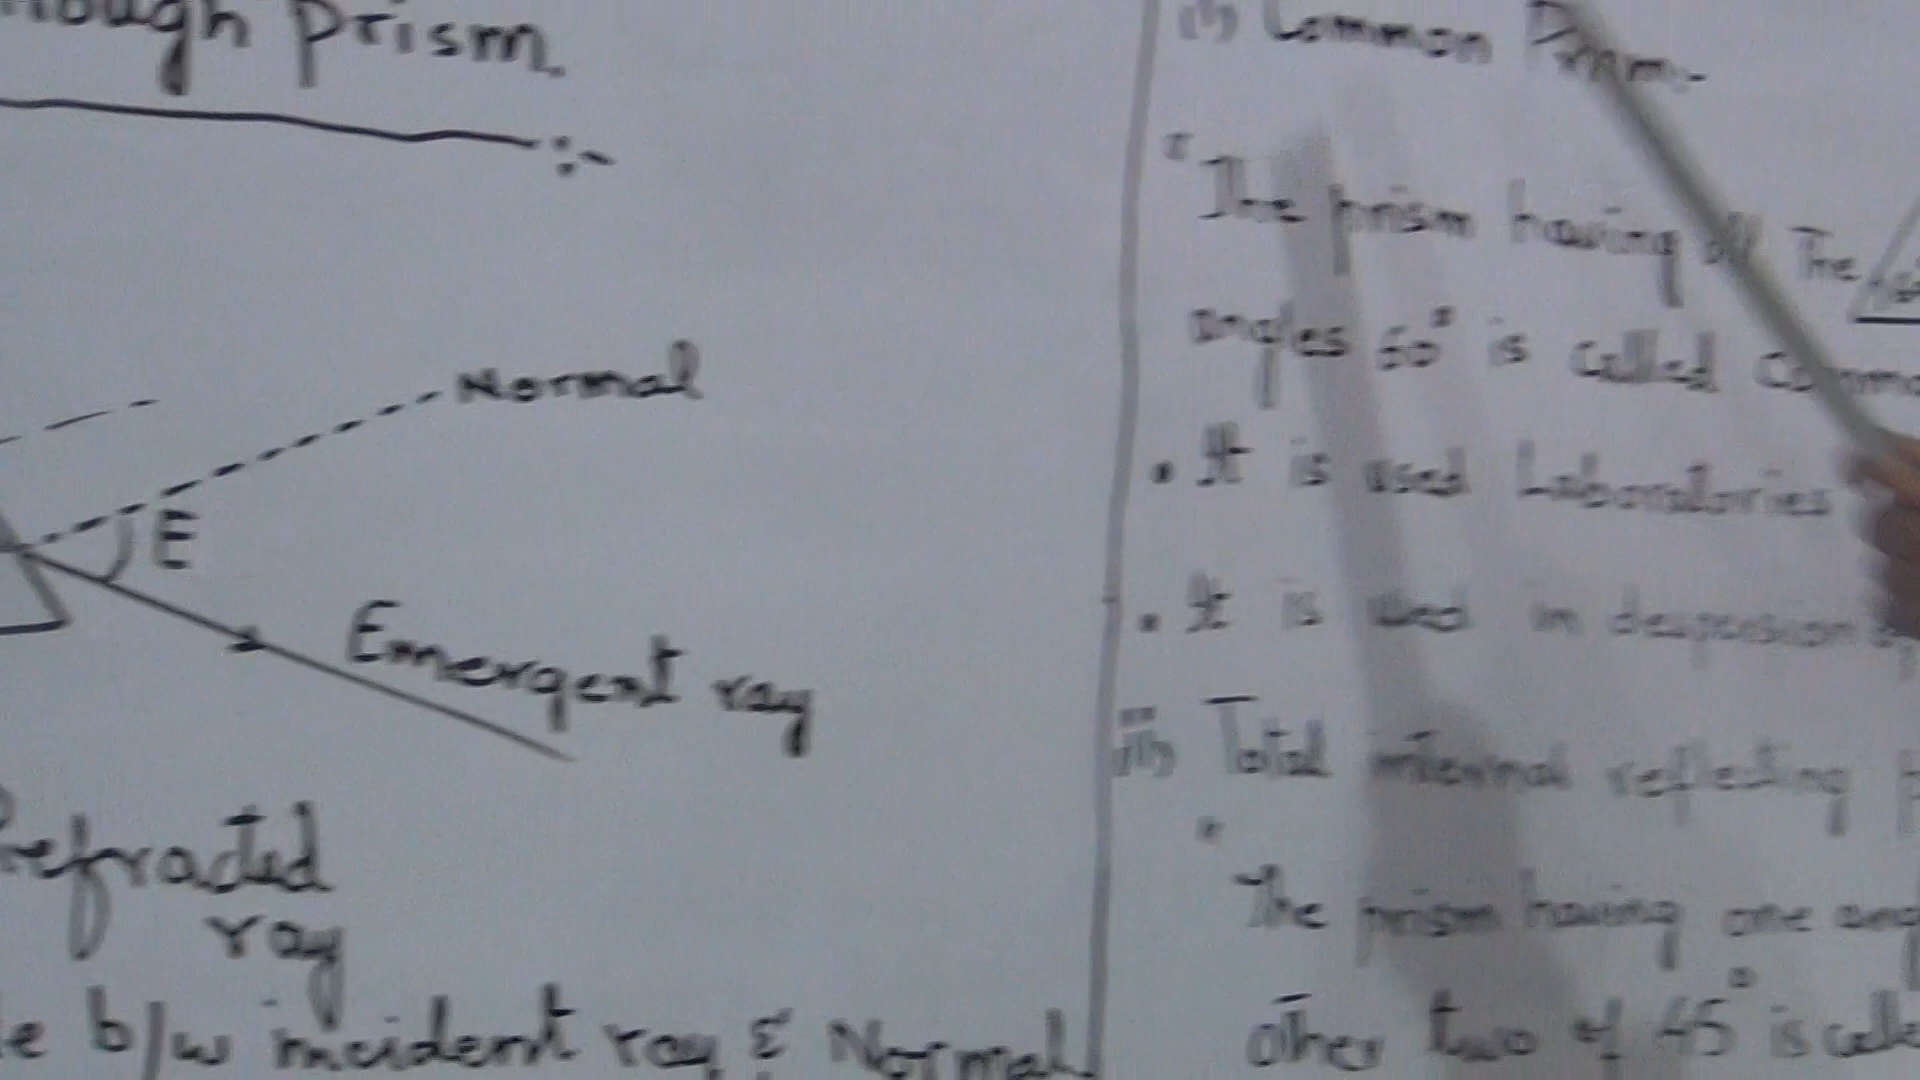 prism.
Normal
E
Emergent ray
Refracted
ray
b/w incident ray & Normal
(i) Common Prism:-
"The prism having all The
angles 60° is called
• It is used Laboratories
• It is used in
(ii) Total internal reflecting
"The prism having one
other two of 45° is